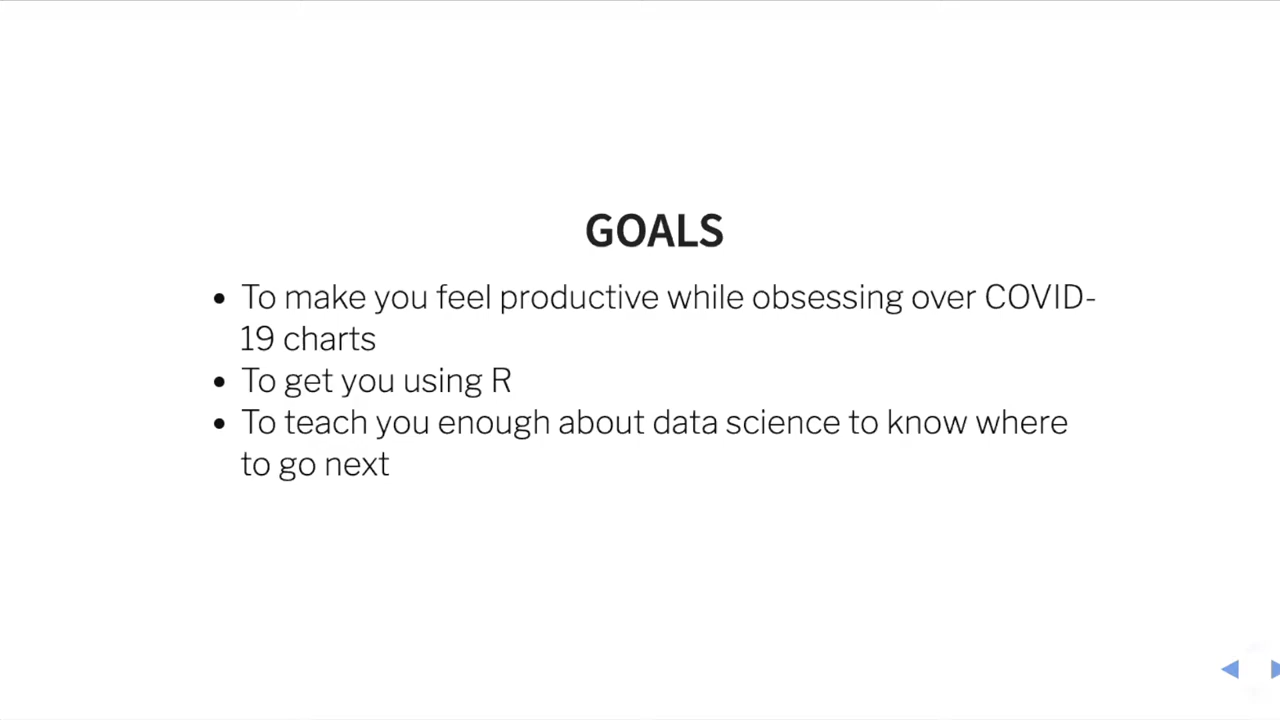 GOALS
• To make you feel productive while obsessing over COVID-
19 charts
• To get you using R
• To teach you enough about data science to know where
to go next